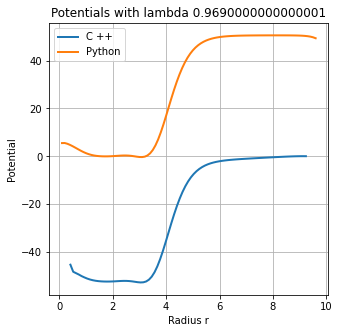 Potentials with lambda 0.9690000000000001
C ++
Python
40
20
0
−20
−40
Potential
0
2
4
6
8
10
Radius r